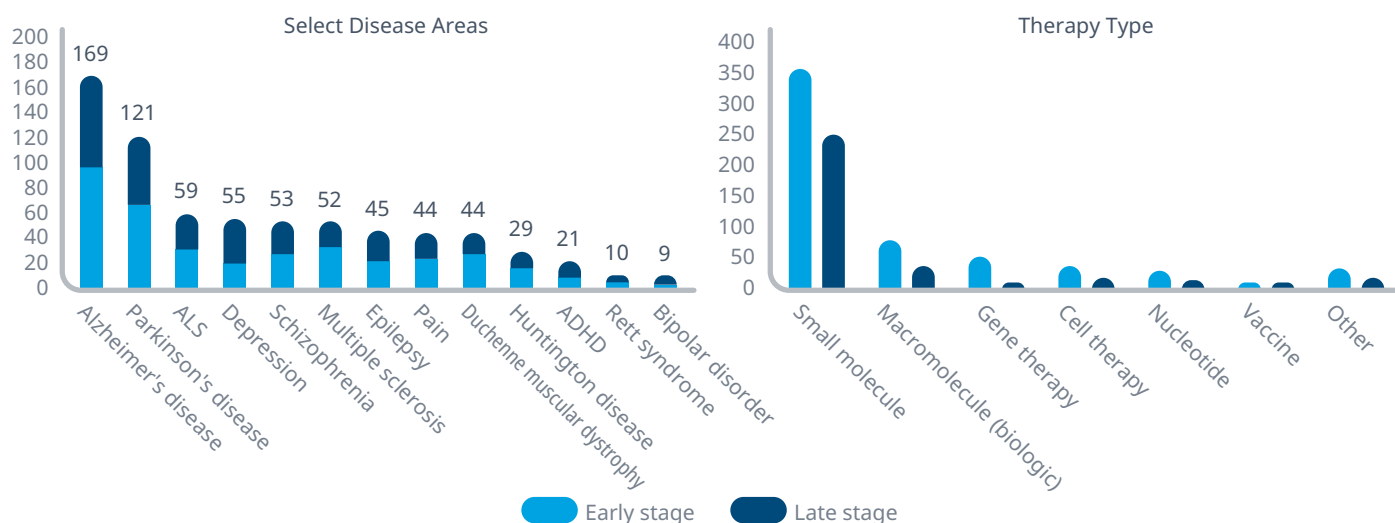 Select Disease Areas
200
180
160
140
120
100
80
60
40
20
0
169
121
59
55
53
52
45
44
44
29
21
10
9
Alzheimer's disease
Parkinson's disease
ALS
Depression
Schizophrenia
Multiple sclerosis
Epilepsy
Pain
Duchenne muscular dystrophy
Huntington disease
ADHD
Rett syndrome
Bipolar disorder
Therapy Type
400
350
300
250
200
150
100
50
0
Small molecule
Macromolecule (biologic)
Gene therapy
Cell therapy
Nucleotide
Vaccine
Other
Early stage
Late stage